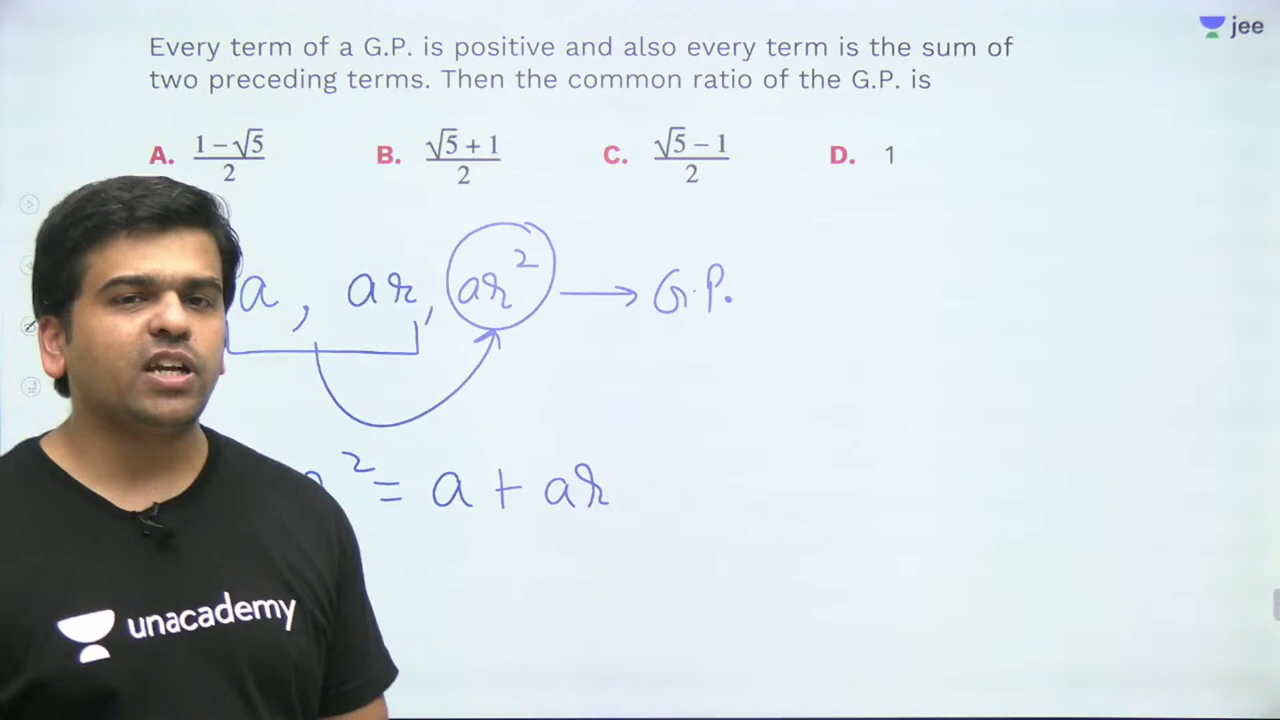 jee
Every term of a G.P. is positive and also every term is the sum of
two preceding terms. Then the common ratio of the G.P. is
A. (1 − √5)/2 B. (√5 + 1)/2 C. (√5 − 1)/2 D. 1
a , ar, ar² → G.P.
² = a + ar
unacademy